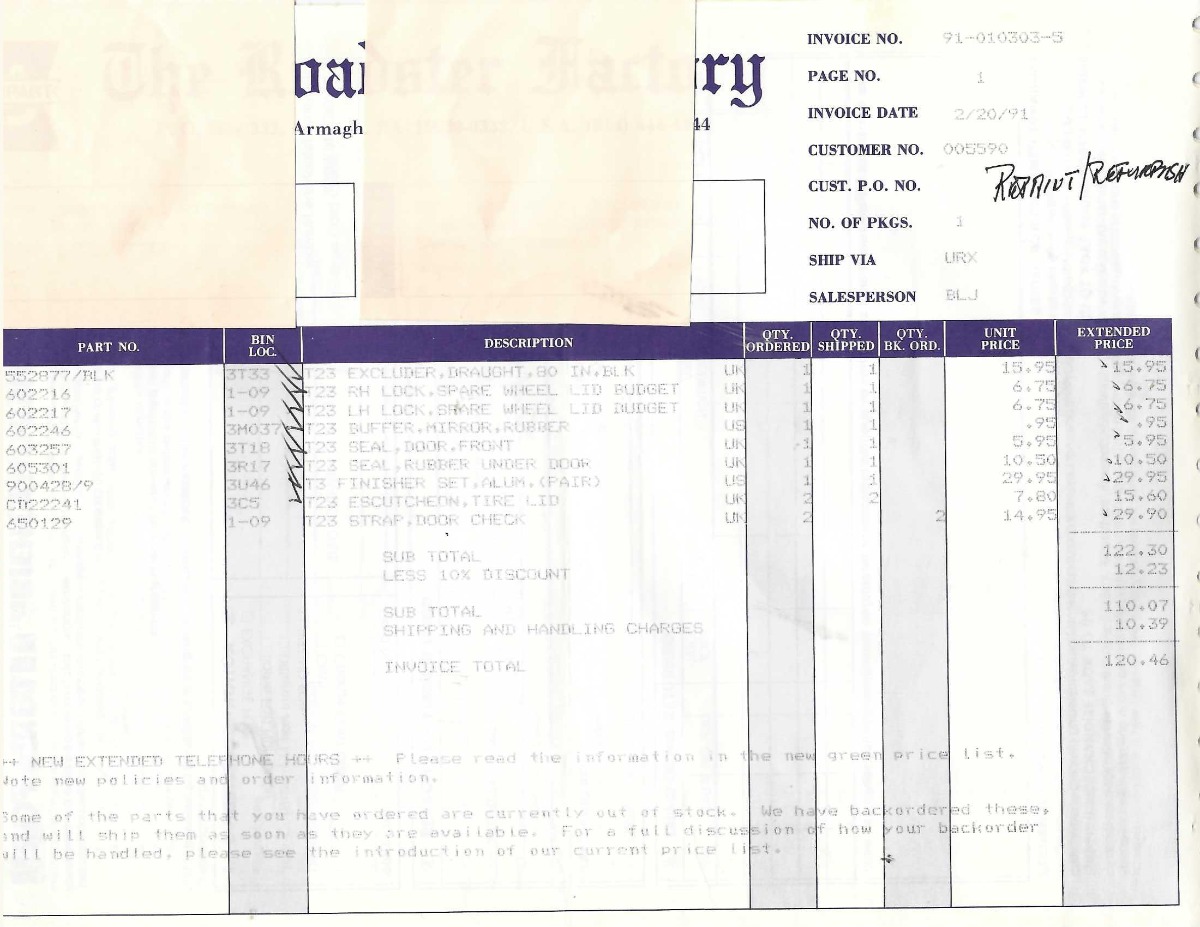 The Roadster Factory
Armagh 44
INVOICE NO. 91-010303-S
PAGE NO. 1
INVOICE DATE 2/20/91
CUSTOMER NO. 005590
CUST. P.O. NO.
REPAINT/REFURBISH
NO. OF PKGS. 1
SHIP VIA URX
SALESPERSON BLJ
PART NO. BIN LOC. DESCRIPTION QTY. ORDERED QTY. SHIPPED QTY. BK. ORD. UNIT PRICE EXTENDED PRICE
552877/BLK 3T33 T23 EXCLUDER,DRAUGHT,80 IN,BLK UK 1 1 15.95 15.95
602216 1-09 T23 RH LOCK,SPARE WHEEL LID BUDGET UK 1 1 6.75 6.75
602217 1-09 T23 LH LOCK,SPARE WHEEL LID BUDGET UK 1 1 6.75 6.75
602246 3M037 T23 BUFFER,MIRROR,RUBBER US 1 1 .95 .95
603257 3T18 T23 SEAL,DOOR,FRONT UK 1 1 5.95 5.95
605301 3R17 T23 SEAL,RUBBER UNDER DOOR UK 1 1 10.50 10.50
900428/9 3U46 T3 FINISHER SET,ALUM.(PAIR) US 1 1 29.95 29.95
CD22241 3C5 T26 ESCUTCHEON,TIRE LID UK 2 2 7.80 15.60
650129 1-09 T23 STRAP,DOOR CHECK UK 2 2 14.95 29.90
SUB TOTAL 122.30
LESS 10% DISCOUNT 12.23
SUB TOTAL 110.07
SHIPPING AND HANDLING CHARGES 10.39
INVOICE TOTAL 120.46
++ NEW EXTENDED TELEPHONE HOURS ++ Please read the information in the new green price list.
Note new policies and order information.
Some of the parts that you have ordered are currently out of stock. We have backordered these,
and will ship them as soon as they are available. For a full discussion of how your backorder
will be handled, please see the introduction of our current price list.